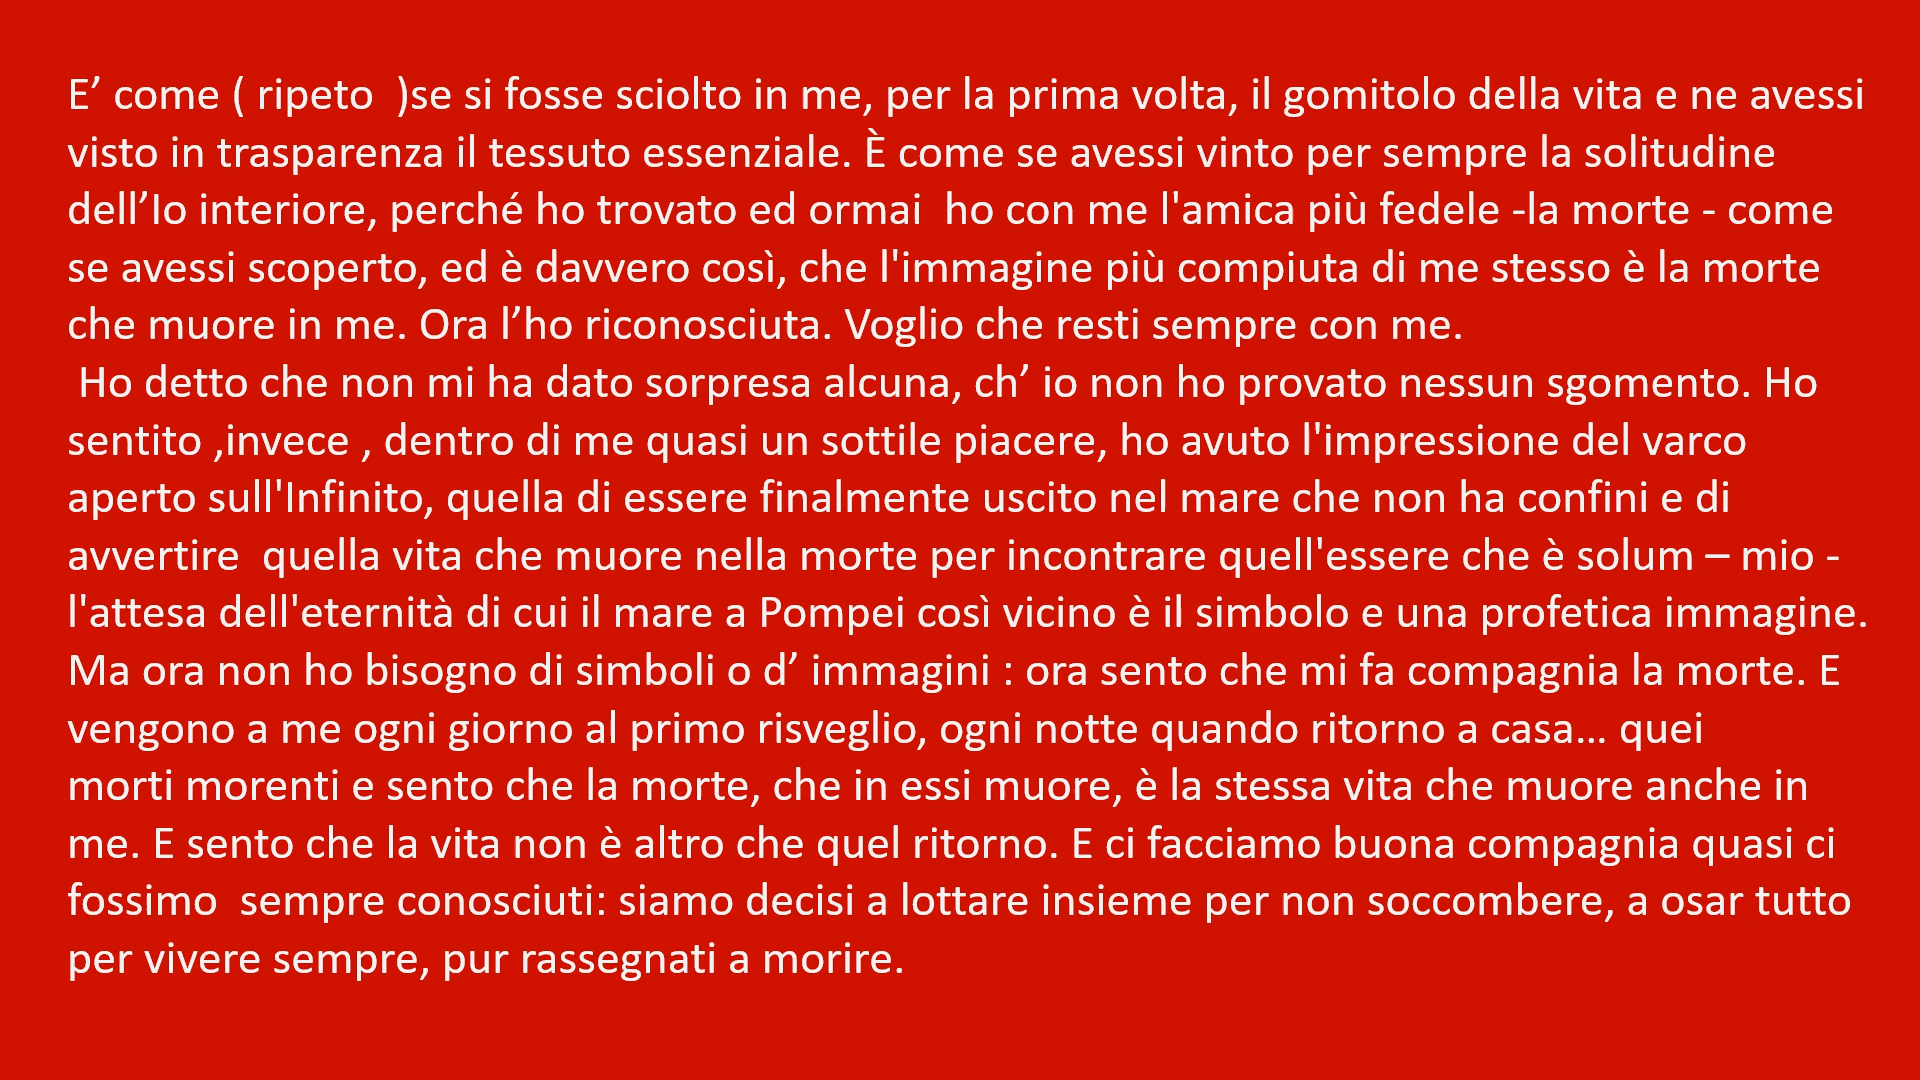 E’ come ( ripeto  )se si fosse sciolto in me, per la prima volta, il gomitolo della vita e ne avessi
visto in trasparenza il tessuto essenziale. È come se avessi vinto per sempre la solitudine
dell’Io interiore, perché ho trovato ed ormai  ho con me l'amica più fedele -la morte - come
se avessi scoperto, ed è davvero così, che l'immagine più compiuta di me stesso è la morte
che muore in me. Ora l’ho riconosciuta. Voglio che resti sempre con me.
Ho detto che non mi ha dato sorpresa alcuna, ch’ io non ho provato nessun sgomento. Ho
sentito ,invece , dentro di me quasi un sottile piacere, ho avuto l'impressione del varco
aperto sull'Infinito, quella di essere finalmente uscito nel mare che non ha confini e di
avvertire  quella vita che muore nella morte per incontrare quell'essere che è solum – mio -
l'attesa dell'eternità di cui il mare a Pompei così vicino è il simbolo e una profetica immagine.
Ma ora non ho bisogno di simboli o d’ immagini : ora sento che mi fa compagnia la morte. E
vengono a me ogni giorno al primo risveglio, ogni notte quando ritorno a casa… quei
morti morenti e sento che la morte, che in essi muore, è la stessa vita che muore anche in
me. E sento che la vita non è altro che quel ritorno. E ci facciamo buona compagnia quasi ci
fossimo  sempre conosciuti: siamo decisi a lottare insieme per non soccombere, a osar tutto
per vivere sempre, pur rassegnati a morire.